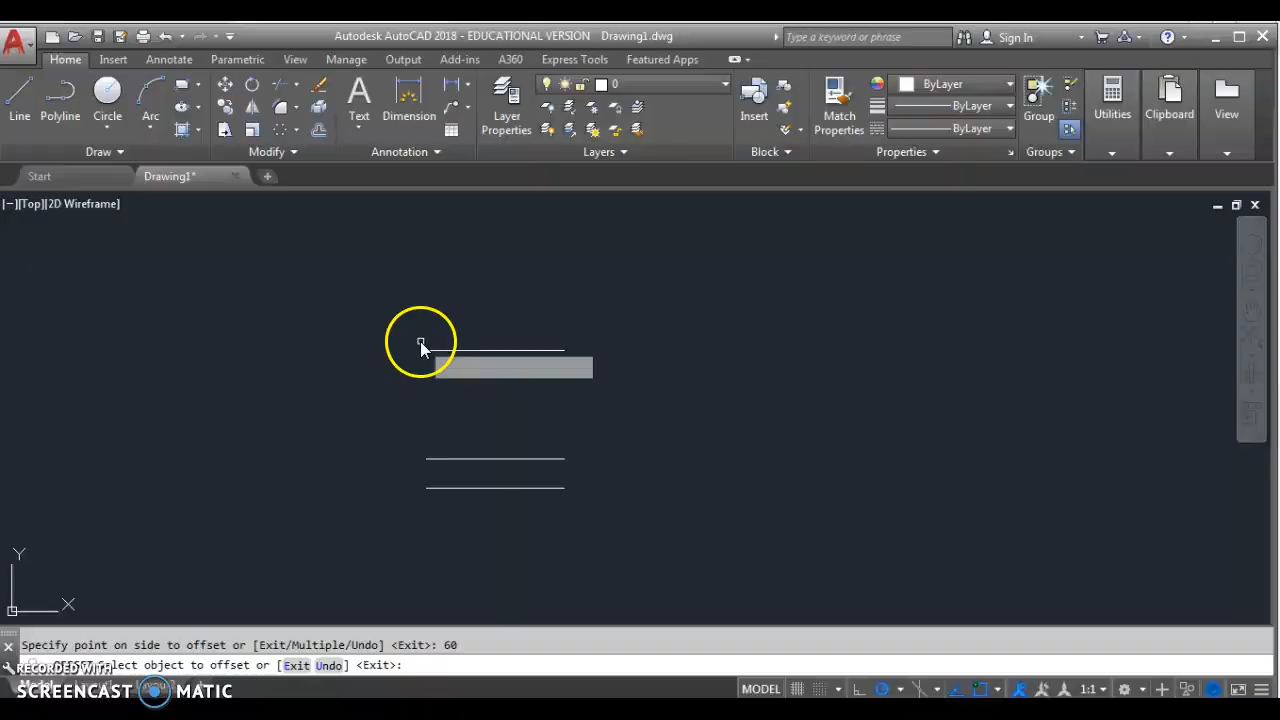 Autodesk AutoCAD 2018 - EDUCATIONAL VERSION Drawing1.dwg
Type a keyword or phrase
Sign In
Home Insert Annotate Parametric View Manage Output Add-ins A360 Express Tools Featured Apps
0
ByLayer
ByLayer
ByLayer
Line Polyline Circle Arc Text Dimension Layer Properties Insert Match Properties Group Utilities Clipboard View
Draw Modify Annotation Layers Block Properties Groups
Start Drawing1* +
[−][Top][2D Wireframe]
Y
X
Specify point on side to offset or [Exit/Multiple/Undo] <Exit>: 60
Select object to offset or [Exit Undo] <Exit>:
RECORDED WITH
SCREENCAST MATIC
MODEL 1:1